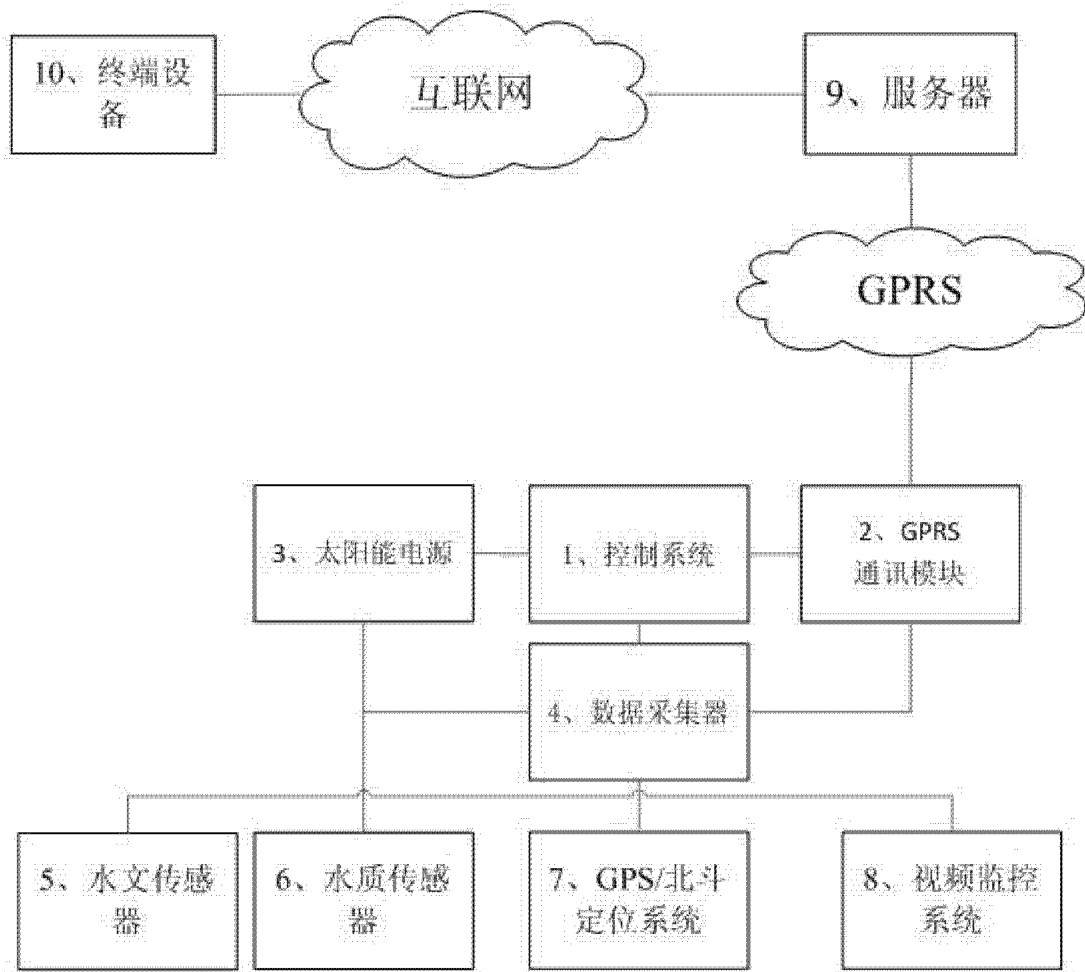 10、终端设
备
互联网
9、服务器
GPRS
3、太阳能电源
1、控制系统
2、GPRS
通讯模块
4、数据采集器
5、水文传感
器
6、水质传感
器
7、GPS/北斗
定位系统
8、视频监控
系统